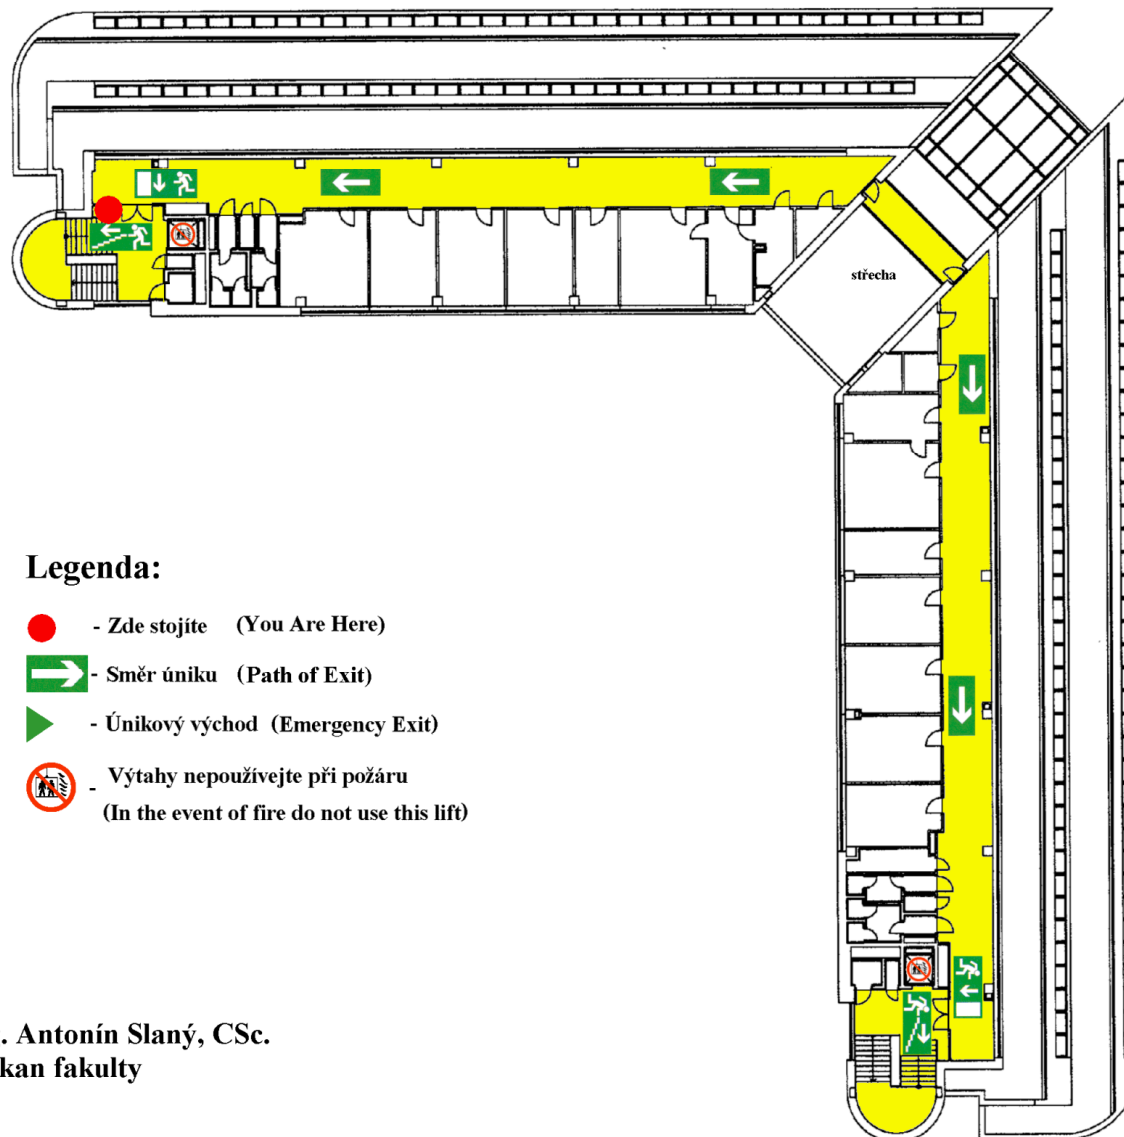 střecha
Legenda:
- Zde stojíte (You Are Here)
- Směr úniku (Path of Exit)
- Únikový východ (Emergency Exit)
- Výtahy nepoužívejte při požáru
(In the event of fire do not use this lift)
. Antonín Slaný, CSc.
kan fakulty